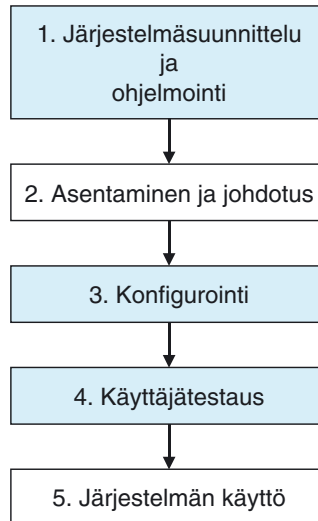 1. Järjestelmäsuunnittelu
ja
ohjelmointi
2. Asentaminen ja johdotus
3. Konfigurointi
4. Käyttäjätestaus
5. Järjestelmän käyttö